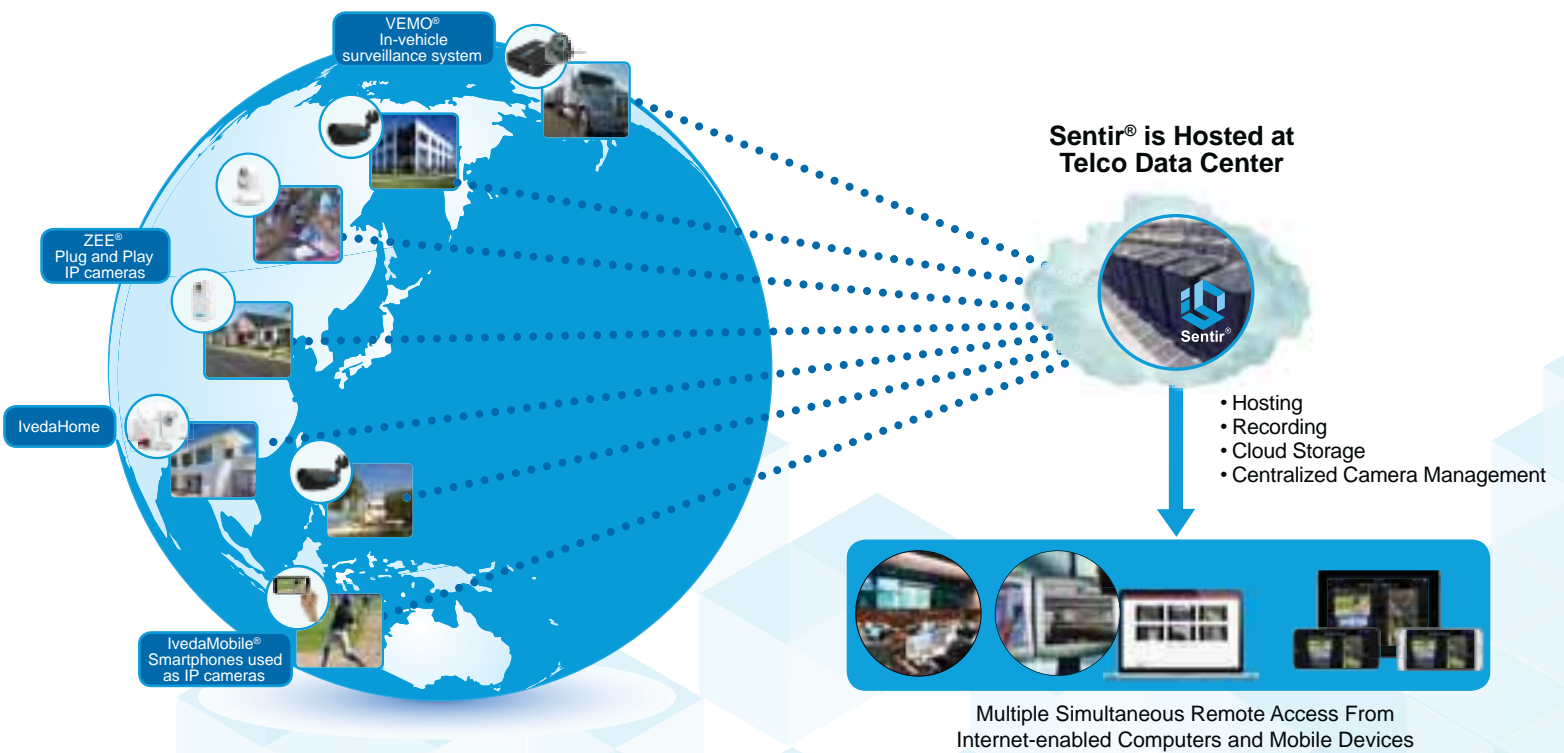 VEMO®
In-vehicle
surveillance system
ZEE®
Plug and Play
IP cameras
IvedaHome
IvedaMobile®
Smartphones used
as IP cameras
Sentir® is Hosted at
Telco Data Center
Sentir®
• Hosting
• Recording
• Cloud Storage
• Centralized Camera Management
Multiple Simultaneous Remote Access From
Internet-enabled Computers and Mobile Devices